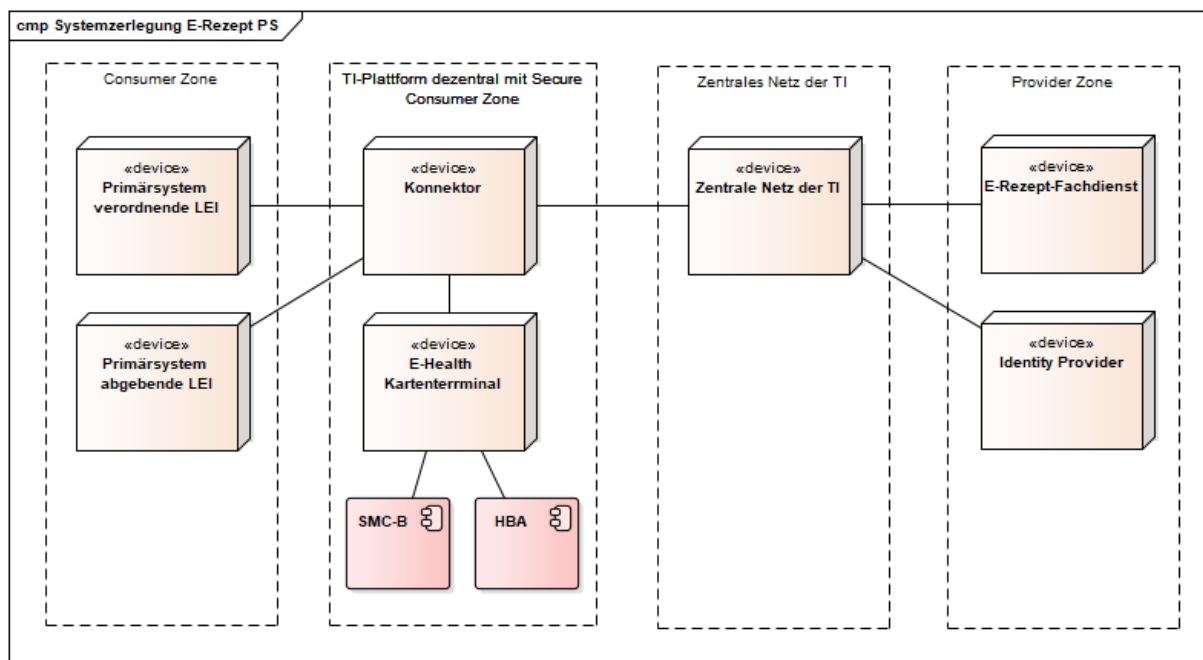 cmp Systemzerlegung E-Rezept PS
Consumer Zone
TI-Plattform dezentral mit Secure
Consumer Zone
Zentrales Netz der TI
Provider Zone
«device»
Primärsystem
verordnende LEI
«device»
Konnektor
«device»
Zentrale Netz der TI
«device»
E-Rezept-Fachdienst
«device»
Primärsystem
abgebende LEI
«device»
E-Health
Kartenterrminal
«device»
Identity Provider
SMC-B
HBA